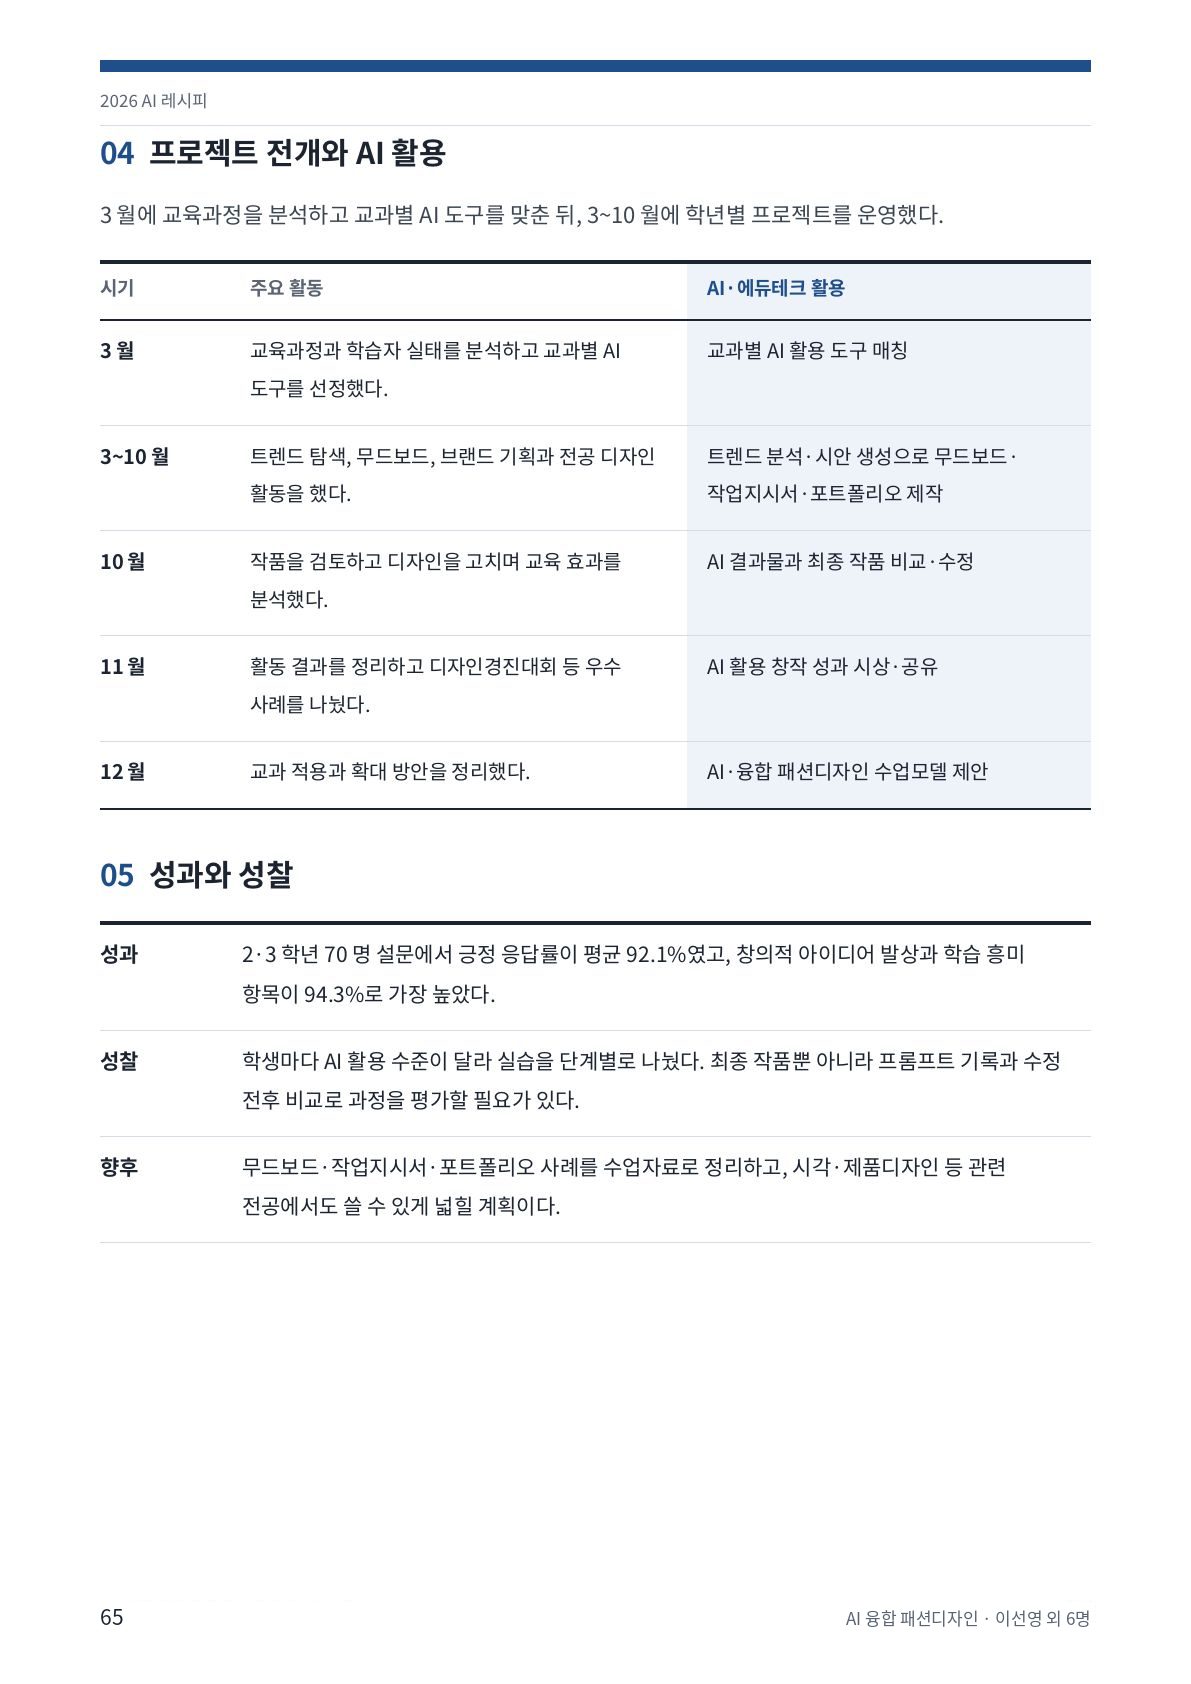 2026 AI 레시피
04 프로젝트 전개와 AI 활용
3월에 교육과정을 분석하고 교과별 AI 도구를 맞춘 뒤, 3~10월에 학년별 프로젝트를 운영했다.
시기 주요 활동 AI·에듀테크 활용
3월 교육과정과 학습자 실태를 분석하고 교과별 AI 교과별 AI 활용 도구 매칭
도구를 선정했다.
3~10월 트렌드 탐색, 무드보드, 브랜드 기획과 전공 디자인 트렌드 분석·시안 생성으로 무드보드·
활동을 했다. 작업지시서·포트폴리오 제작
10월 작품을 검토하고 디자인을 고치며 교육 효과를 AI 결과물과 최종 작품 비교·수정
분석했다.
11월 활동 결과를 정리하고 디자인경진대회 등 우수 AI 활용 창작 성과 시상·공유
사례를 나눴다.
12월 교과 적용과 확대 방안을 정리했다. AI·융합 패션디자인 수업모델 제안
05 성과와 성찰
성과 2·3학년 70명 설문에서 긍정 응답률이 평균 92.1%였고, 창의적 아이디어 발상과 학습 흥미
항목이 94.3%로 가장 높았다.
성찰 학생마다 AI 활용 수준이 달라 실습을 단계별로 나눴다. 최종 작품뿐 아니라 프롬프트 기록과 수정
전후 비교로 과정을 평가할 필요가 있다.
향후 무드보드·작업지시서·포트폴리오 사례를 수업자료로 정리하고, 시각·제품디자인 등 관련
전공에서도 쓸 수 있게 넓힐 계획이다.
65 AI 융합 패션디자인 · 이선영 외 6명